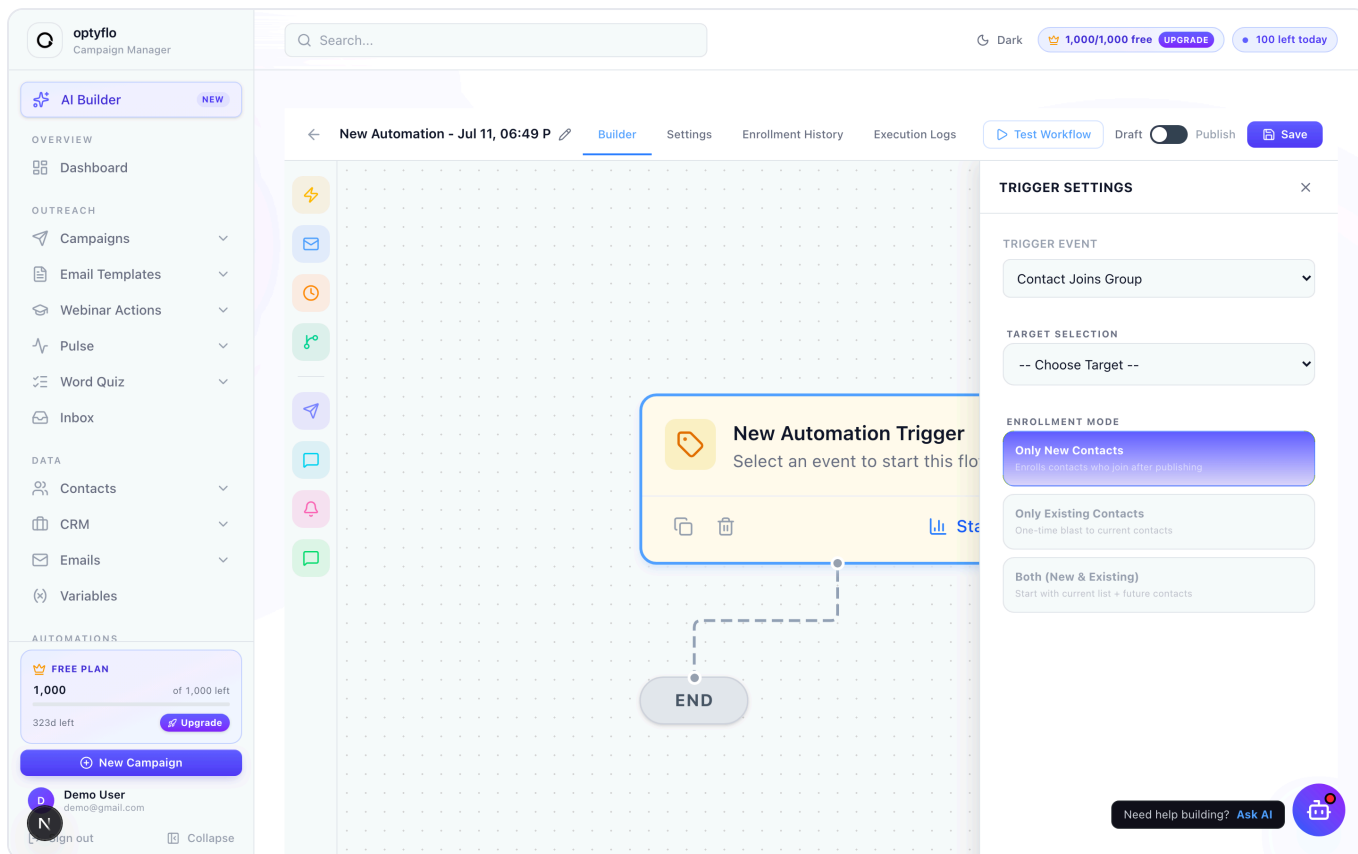 optyflo
Campaign Manager
Search...
Dark
1,000/1,000 free UPGRADE
100 left today
AI Builder NEW
OVERVIEW
Dashboard
OUTREACH
Campaigns
Email Templates
Webinar Actions
Pulse
Word Quiz
Inbox
DATA
Contacts
CRM
Emails
Variables
AUTOMATIONS
FREE PLAN
1,000 of 1,000 left
323d left Upgrade
New Campaign
D
Demo User
demo@gmail.com
N
out Collapse
New Automation - Jul 11, 06:49 P
Builder
Settings
Enrollment History
Execution Logs
Test Workflow
Draft
Publish
Save
New Automation Trigger
Select an event to start this flo
Sta
END
TRIGGER SETTINGS
TRIGGER EVENT
Contact Joins Group
TARGET SELECTION
-- Choose Target --
ENROLLMENT MODE
Only New Contacts
Enrolls contacts who join after publishing
Only Existing Contacts
One-time blast to current contacts
Both (New & Existing)
Start with current list + future contacts
Need help building? Ask AI